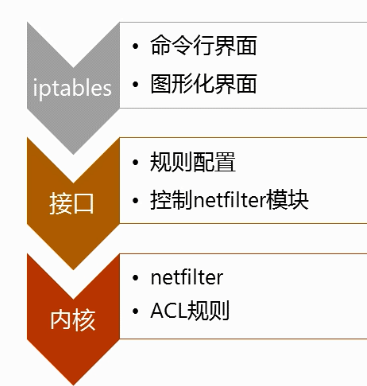 iptables
• 命令行界面
• 图形化界面
接口
• 规则配置
• 控制netfilter模块
内核
• netfilter
• ACL规则